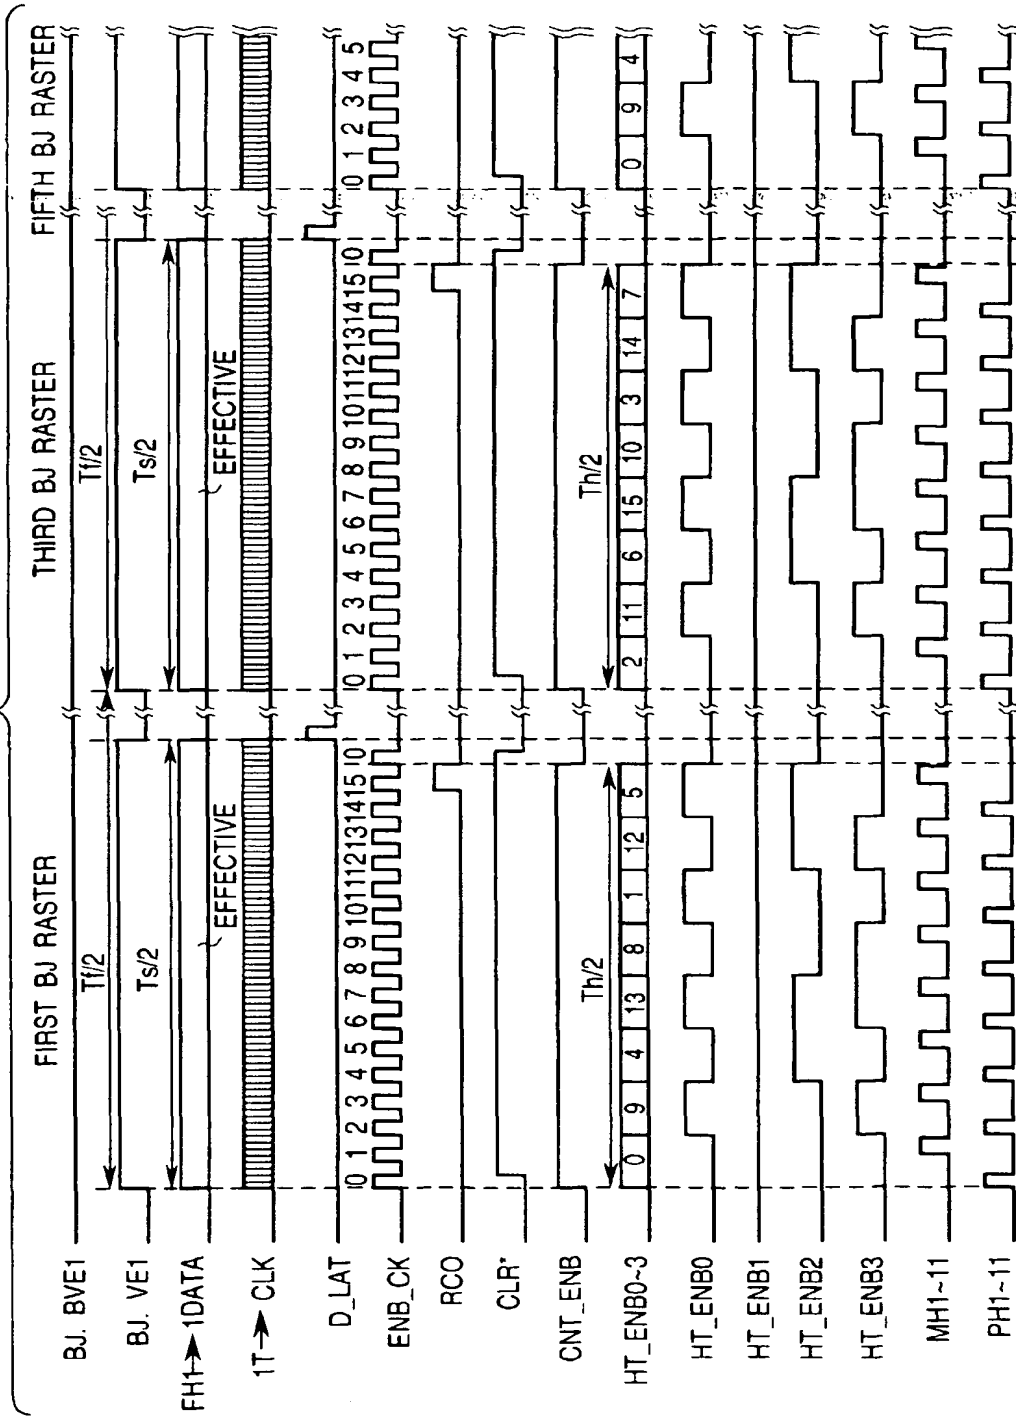 FIRST BJ RASTER
THIRD BJ RASTER
FIFTH BJ RASTER
BJ. BVE1
Tf/2
Tf/2
BJ. VE1
Ts/2
Ts/2
FH1→1DATA
EFFECTIVE
EFFECTIVE
1T→CLK
D_LAT
0 1 2 3 4 5 6 7 8 9 10 11 12 13 14 15 0
0 1 2 3 4 5 6 7 8 9 10 11 12 13 14 15 0
0 1 2 3 4 5
ENB_CK
RCO
CLR*
CNT_ENB
Th/2
Th/2
HT_ENB0~3
0 9 4 13 8 1 12 5
2 11 6 15 10 3 14 7
0 9 4
HT_ENB0
HT_ENB1
HT_ENB2
HT_ENB3
MH1~11
PH1~11